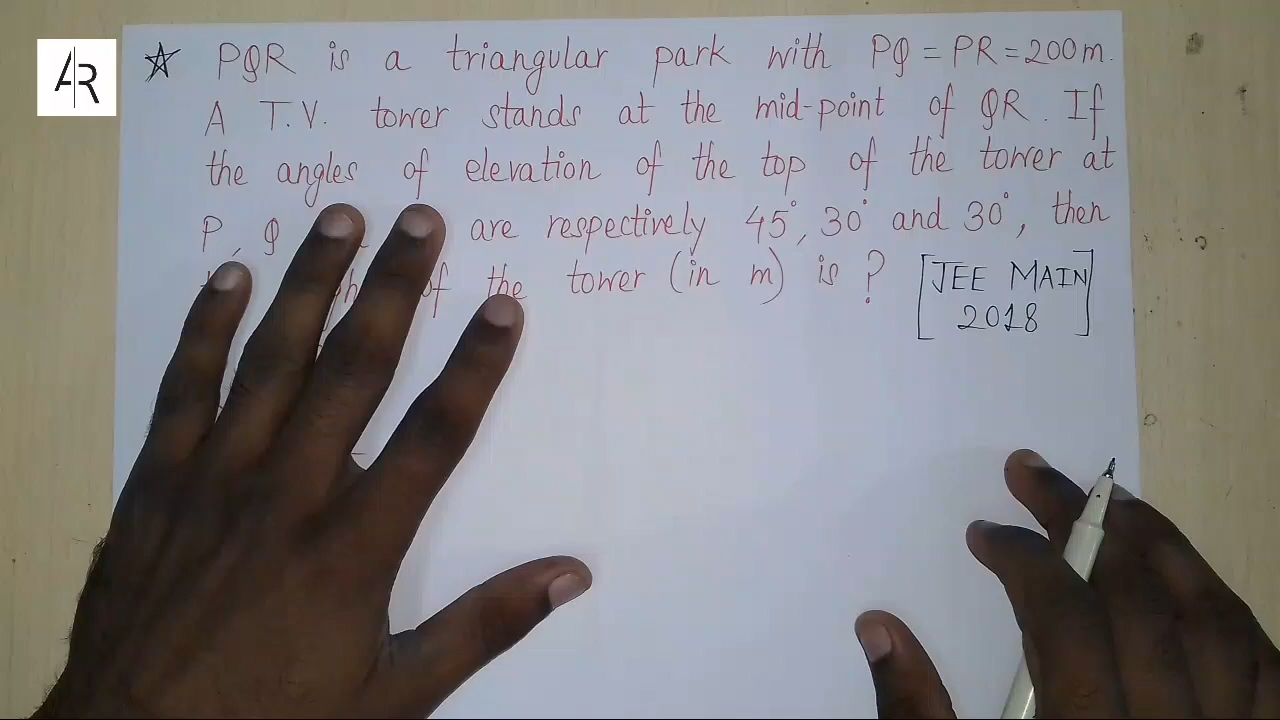 AR
☆ PQR is a triangular park with PQ = PR = 200m.
A T.V. tower stands at the mid-point of QR. If
the angles of elevation of the top of the tower at
P, Q are respectively 45°, 30° and 30°, then
of the tower (in m) is ?
[JEE MAIN
2018]